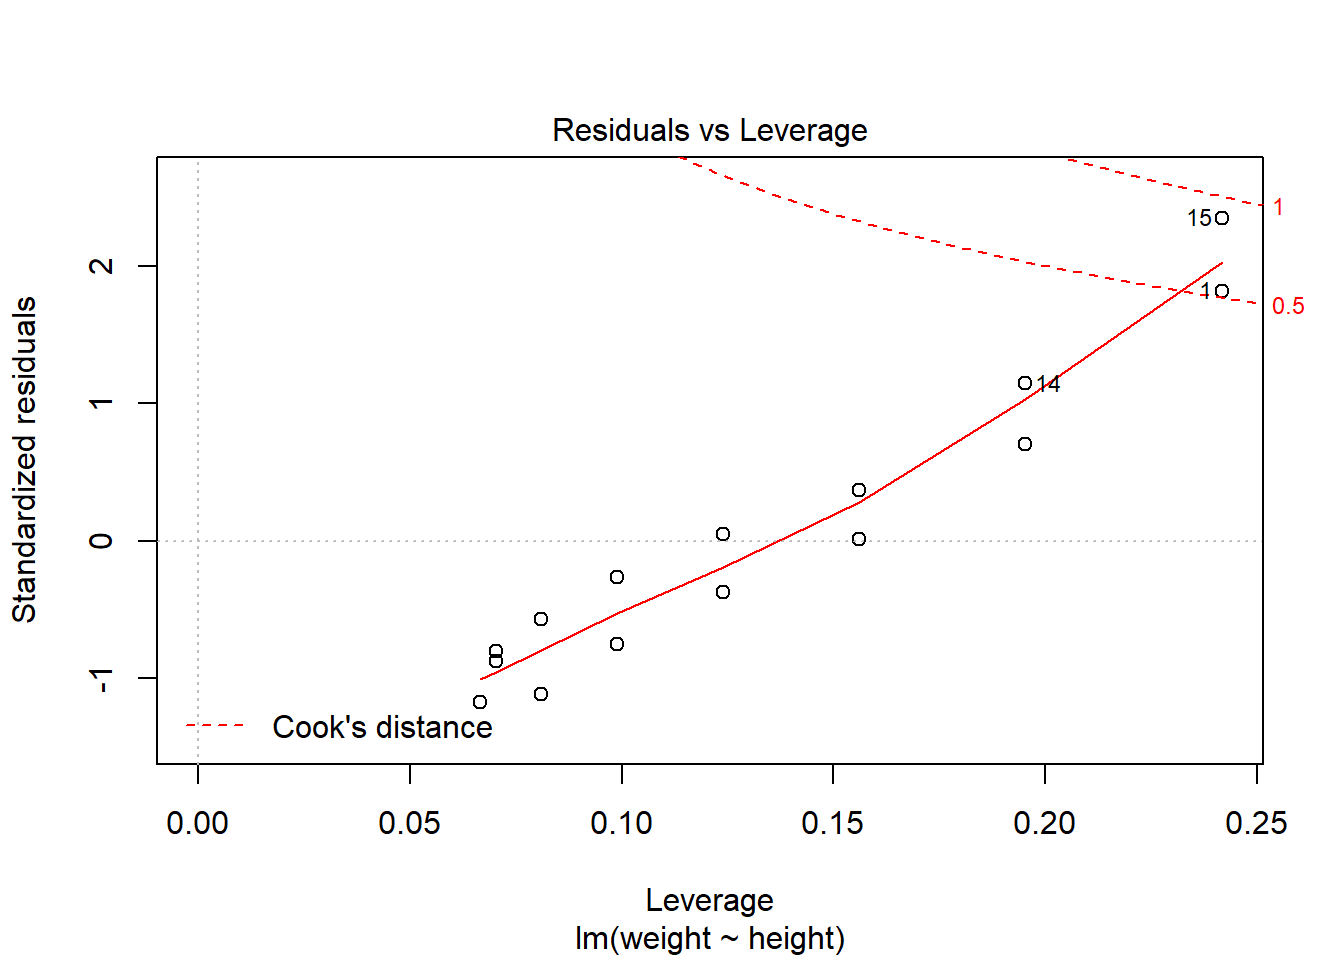 Residuals vs Leverage
Standardized residuals
2
1
0
-1
1
0.5
15
1
14
Cook's distance
0.00 0.05 0.10 0.15 0.20 0.25
Leverage
lm(weight ~ height)